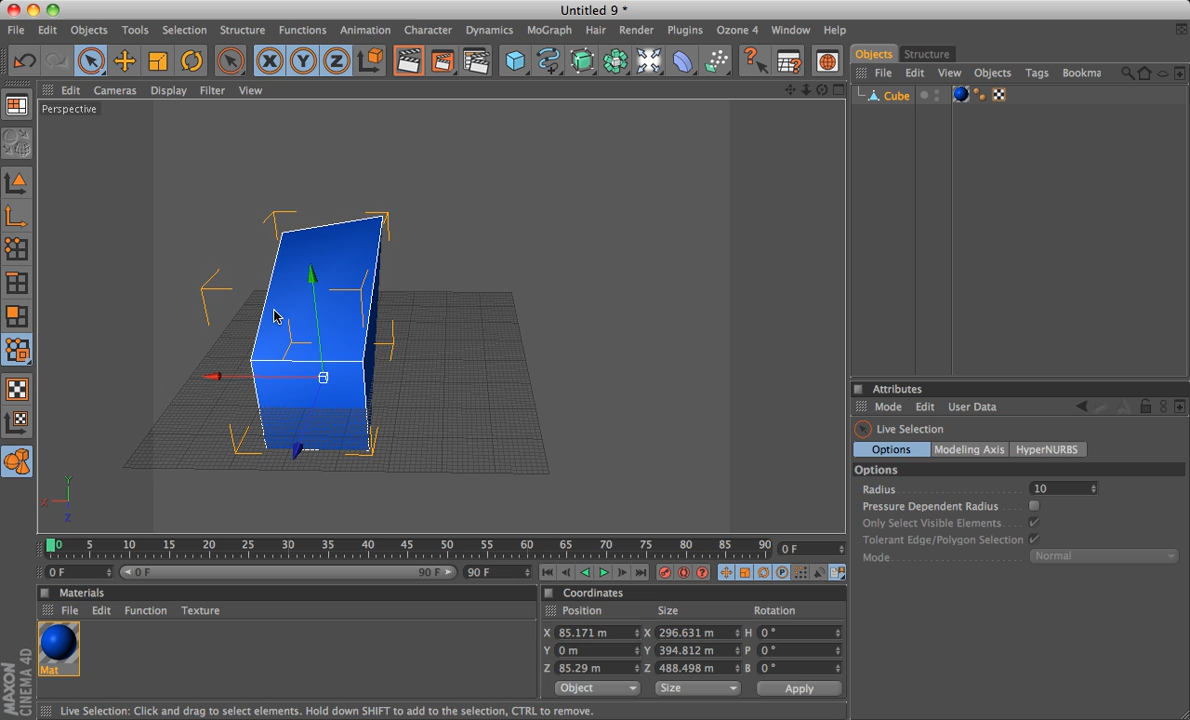 Untitled 9 *
File Edit Objects Tools Selection Structure Functions Animation Character Dynamics MoGraph Hair Render Plugins Ozone 4 Window Help
X Y Z
Objects Structure
File Edit View Objects Tags Bookma
Cube
Edit Cameras Display Filter View
Perspective
Y
X
Z
Attributes
Mode Edit User Data
Live Selection
Options Modeling Axis HyperNURBS
Options
Radius 10
Pressure Dependent Radius
Only Select Visible Elements
Tolerant Edge/Polygon Selection
Mode Normal
0 5 10 15 20 25 30 35 40 45 50 55 60 65 70 75 80 85 90 0 F
0 F 0 F 90 F 90 F
Materials
File Edit Function Texture
Mat
Coordinates
Position Size Rotation
X 85.171 m X 296.631 m H 0 °
Y 0 m Y 394.812 m P 0 °
Z 85.29 m Z 488.498 m B 0 °
Object Size Apply
MAXON
CINEMA 4D
Live Selection: Click and drag to select elements. Hold down SHIFT to add to the selection, CTRL to remove.